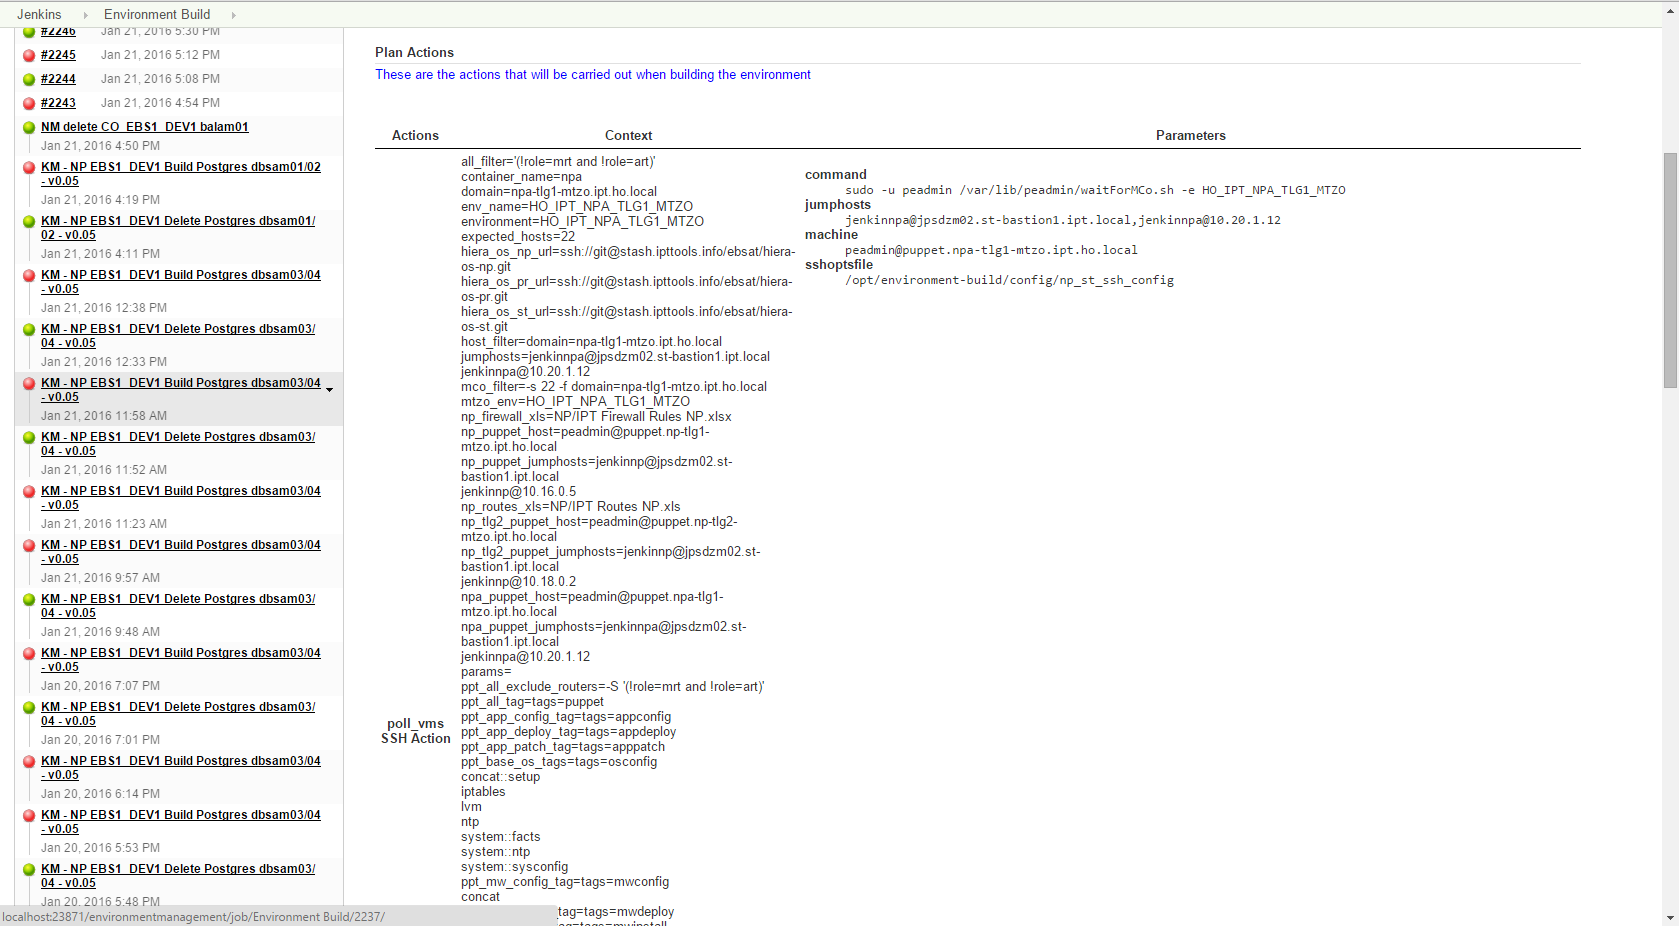 Jenkins
Environment Build
#2246 Jan 21, 2016 5:30 PM
#2245 Jan 21, 2016 5:12 PM
#2244 Jan 21, 2016 5:08 PM
#2243 Jan 21, 2016 4:54 PM
NM delete CO_EBS1_DEV1 balam01
Jan 21, 2016 4:50 PM
KM - NP EBS1_DEV1 Build Postgres dbsam01/02
- v0.05
Jan 21, 2016 4:19 PM
KM - NP EBS1_DEV1 Delete Postgres dbsam01/
02 - v0.05
Jan 21, 2016 4:11 PM
KM - NP EBS1_DEV1 Build Postgres dbsam03/04
- v0.05
Jan 21, 2016 12:38 PM
KM - NP EBS1_DEV1 Delete Postgres dbsam03/
04 - v0.05
Jan 21, 2016 12:33 PM
KM - NP EBS1_DEV1 Build Postgres dbsam03/04
- v0.05
Jan 21, 2016 11:58 AM
KM - NP EBS1_DEV1 Delete Postgres dbsam03/
04 - v0.05
Jan 21, 2016 11:52 AM
KM - NP EBS1_DEV1 Build Postgres dbsam03/04
- v0.05
Jan 21, 2016 11:23 AM
KM - NP EBS1_DEV1 Build Postgres dbsam03/04
- v0.05
Jan 21, 2016 9:57 AM
KM - NP EBS1_DEV1 Delete Postgres dbsam03/
04 - v0.05
Jan 21, 2016 9:48 AM
KM - NP EBS1_DEV1 Build Postgres dbsam03/04
- v0.05
Jan 20, 2016 7:07 PM
KM - NP EBS1_DEV1 Delete Postgres dbsam03/
04 - v0.05
Jan 20, 2016 7:01 PM
KM - NP EBS1_DEV1 Build Postgres dbsam03/04
- v0.05
Jan 20, 2016 6:14 PM
KM - NP EBS1_DEV1 Build Postgres dbsam03/04
- v0.05
Jan 20, 2016 5:53 PM
KM - NP EBS1_DEV1 Delete Postgres dbsam03/
04 - v0.05
Jan 20, 2016 5:48 PM
localhost:23871/environmentmanagement/job/Environment Build/2237/
Plan Actions
These are the actions that will be carried out when building the environment
Actions Context Parameters
poll_vms
SSH Action
all_filter='(!role=mrt and !role=art)'
container_name=npa
domain=npa-tlg1-mtzo.ipt.ho.local
env_name=HO_IPT_NPA_TLG1_MTZO
environment=HO_IPT_NPA_TLG1_MTZO
expected_hosts=22
hiera_os_np_url=ssh://git@stash.ipttools.info/ebsat/hiera-
os-np.git
hiera_os_pr_url=ssh://git@stash.ipttools.info/ebsat/hiera-
os-pr.git
hiera_os_st_url=ssh://git@stash.ipttools.info/ebsat/hiera-
os-st.git
host_filter=domain=npa-tlg1-mtzo.ipt.ho.local
jumphosts=jenkinnpa@jpsdzm02.st-bastion1.ipt.local
jenkinnpa@10.20.1.12
mco_filter=-s 22 -f domain=npa-tlg1-mtzo.ipt.ho.local
mtzo_env=HO_IPT_NPA_TLG1_MTZO
np_firewall_xls=NP/IPT Firewall Rules NP.xlsx
np_puppet_host=peadmin@puppet.np-tlg1-
mtzo.ipt.ho.local
np_puppet_jumphosts=jenkinnp@jpsdzm02.st-
bastion1.ipt.local
jenkinnp@10.16.0.5
np_routes_xls=NP/IPT Routes NP.xls
np_tlg2_puppet_host=peadmin@puppet.np-tlg2-
mtzo.ipt.ho.local
np_tlg2_puppet_jumphosts=jenkinnp@jpsdzm02.st-
bastion1.ipt.local
jenkinnp@10.18.0.2
npa_puppet_host=peadmin@puppet.npa-tlg1-
mtzo.ipt.ho.local
npa_puppet_jumphosts=jenkinnpa@jpsdzm02.st-
bastion1.ipt.local
jenkinnpa@10.20.1.12
params=
ppt_all_exclude_routers=-S '(!role=mrt and !role=art)'
ppt_all_tag=tags=puppet
ppt_app_config_tag=tags=appconfig
ppt_app_deploy_tag=tags=appdeploy
ppt_app_patch_tag=tags=apppatch
ppt_base_os_tags=tags=osconfig
concat::setup
iptables
lvm
ntp
system::facts
system::ntp
system::sysconfig
ppt_mw_config_tag=tags=mwconfig
concat
tag=tags=mwdeploy
command
sudo -u peadmin /var/lib/peadmin/waitForMCo.sh -e HO_IPT_NPA_TLG1_MTZO
jumphosts
jenkinnpa@jpsdzm02.st-bastion1.ipt.local,jenkinnpa@10.20.1.12
machine
peadmin@puppet.npa-tlg1-mtzo.ipt.ho.local
sshoptsfile
/opt/environment-build/config/np_st_ssh_config